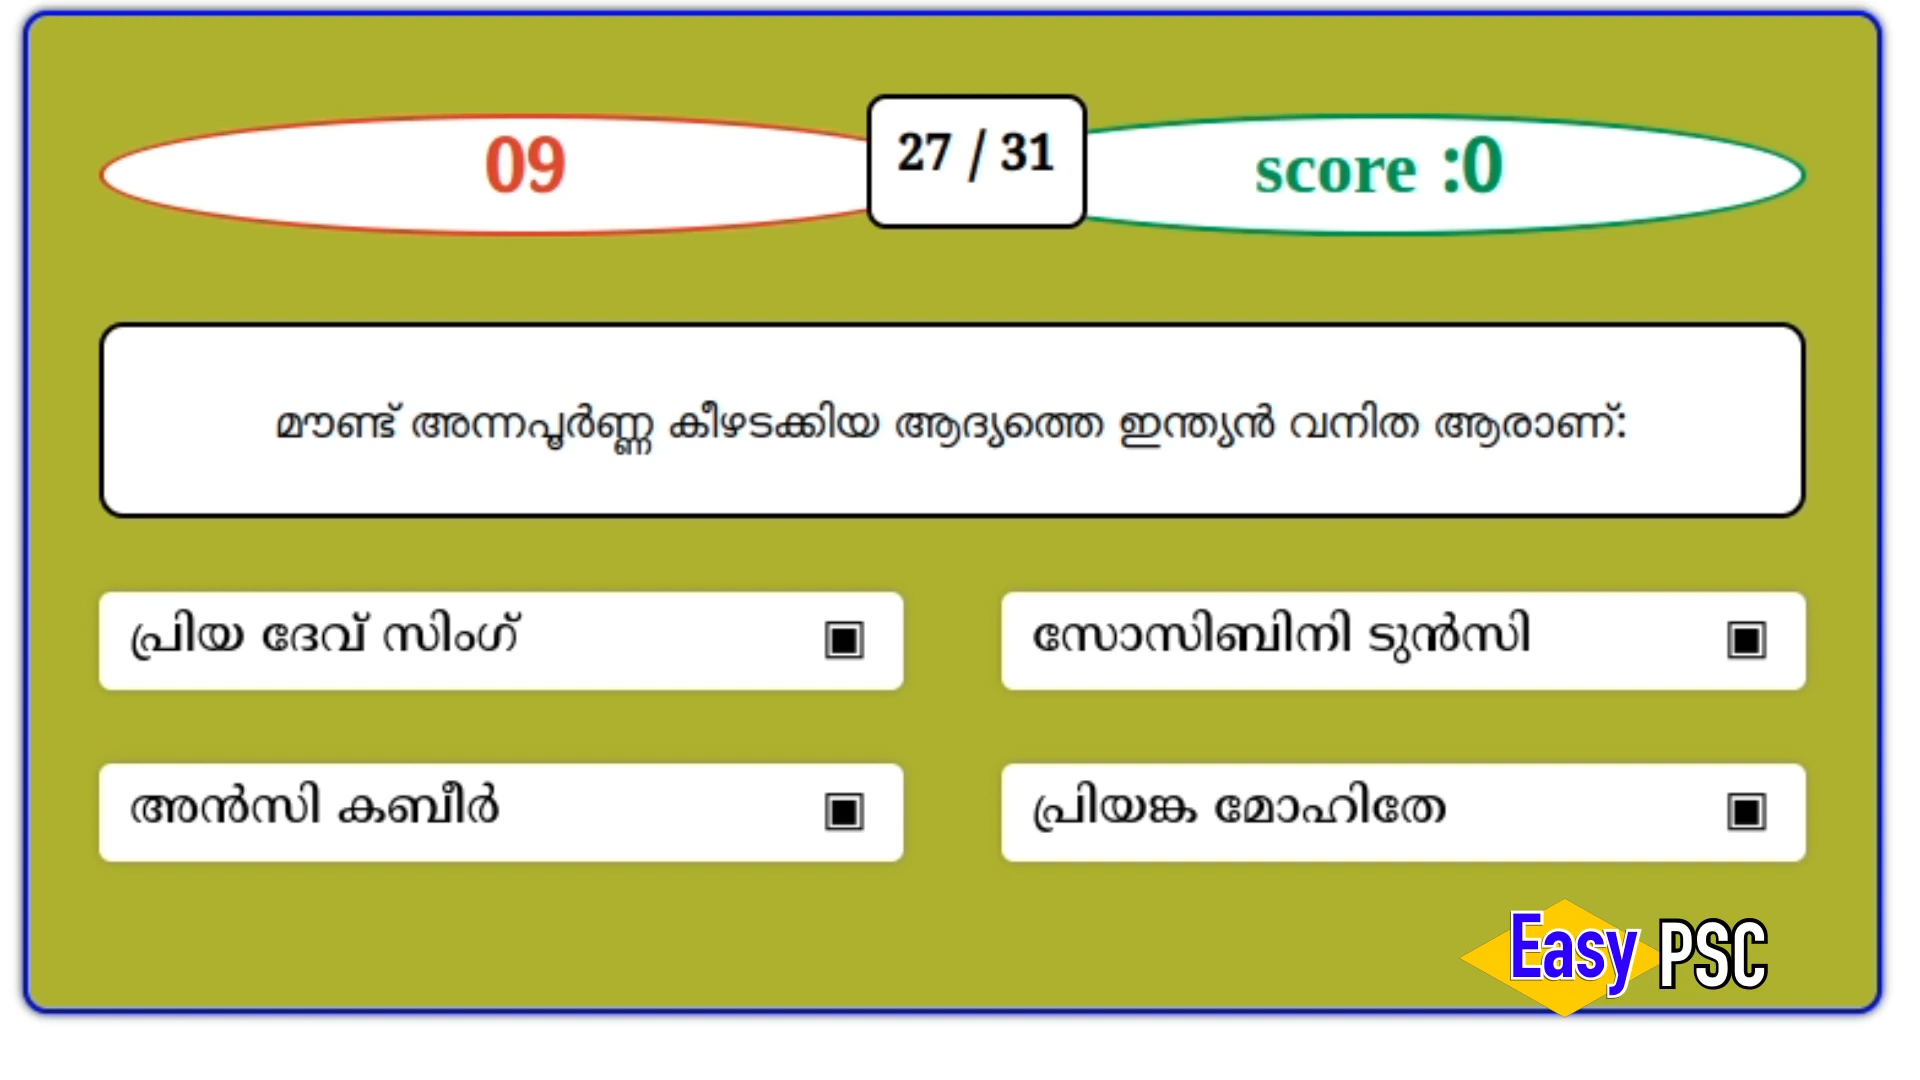 09
27 / 31
score :0
മൗണ്ട് അന്നപൂർണ്ണ കീഴടക്കിയ ആദ്യത്തെ ഇന്ത്യൻ വനിത ആരാണ്:
പ്രിയ ദേവ് സിംഗ്
സോസിബിനി ടുൻസി
അൻസി കബീർ
പ്രിയങ്ക മോഹിതേ
Easy PSC